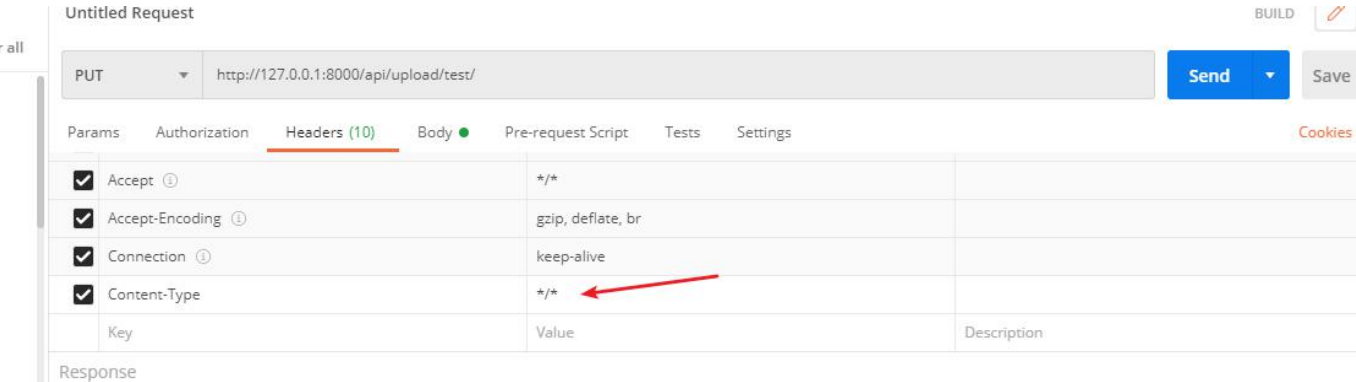 Untitled Request BUILD
r all
PUT http://127.0.0.1:8000/api/upload/test/ Send Save
Params Authorization Headers (10) Body Pre-request Script Tests Settings Cookies
Accept */*
Accept-Encoding gzip, deflate, br
Connection keep-alive
Content-Type */*
Key Value Description
Response